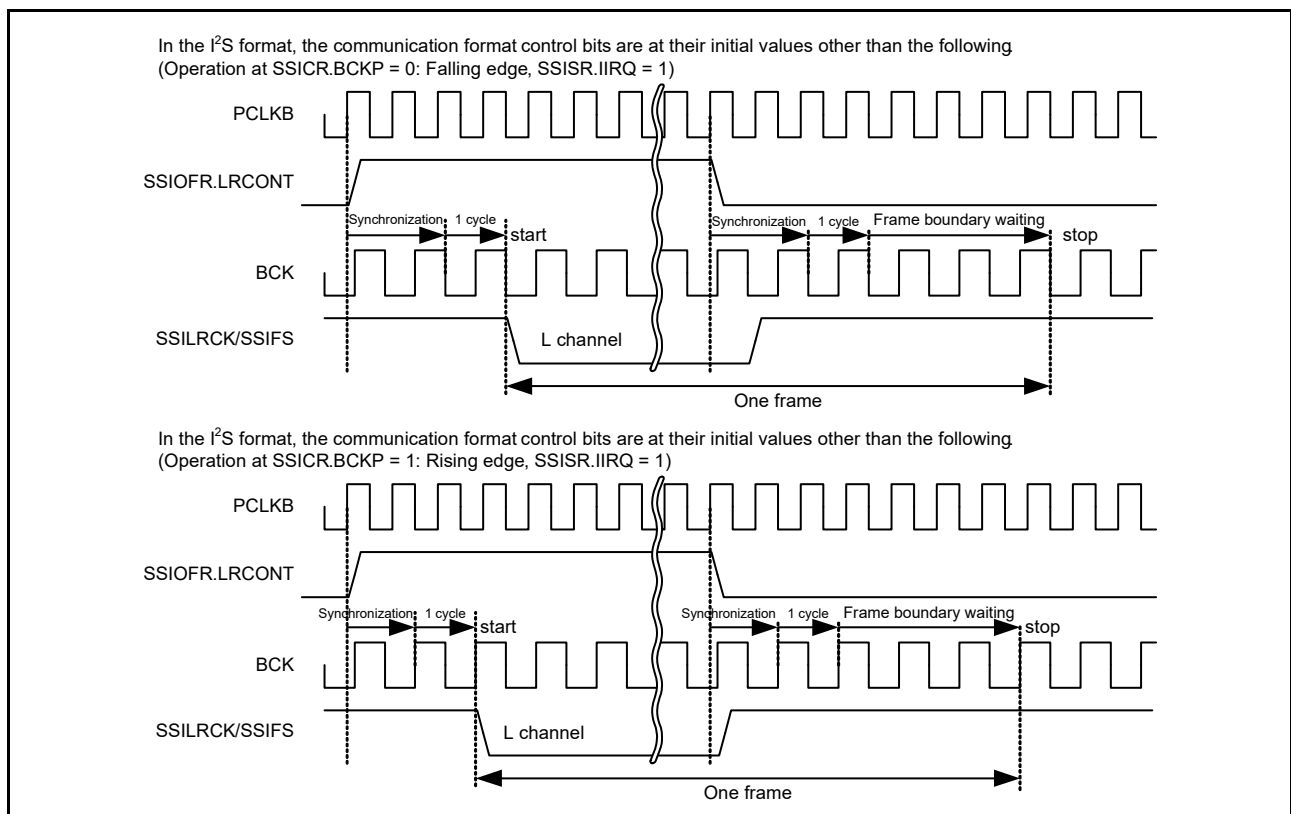 In the I²S format, the communication format control bits are at their initial values other than the following.
(Operation at SSICR.BCKP = 0: Falling edge, SSISR.IIRQ = 1)
PCLKB
SSIOFR.LRCONT
Synchronization 1 cycle start Synchronization 1 cycle Frame boundary waiting stop
BCK
SSILRCK/SSIFS L channel
One frame
In the I²S format, the communication format control bits are at their initial values other than the following.
(Operation at SSICR.BCKP = 1: Rising edge, SSISR.IIRQ = 1)
PCLKB
SSIOFR.LRCONT
Synchronization 1 cycle start Synchronization 1 cycle Frame boundary waiting stop
BCK
SSILRCK/SSIFS L channel
One frame